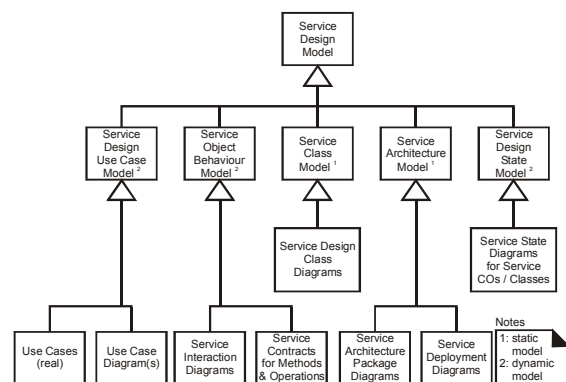 Service
Design
Model
Service
Design
Use Case
Model 2
Service
Object
Behaviour
Model 2
Service
Class
Model 1
Service
Architecture
Model 1
Service
Design
State
Model 2
Service Design
Class
Diagrams
Service State
Diagrams
for Service
COs / Classes
Use Cases
(real)
Use Case
Diagram(s)
Service
Interaction
Diagrams
Service
Contracts
for Methods
& Operations
Service
Architecture
Package
Diagrams
Service
Deployment
Diagrams
Notes
1: static
model
2: dynamic
model